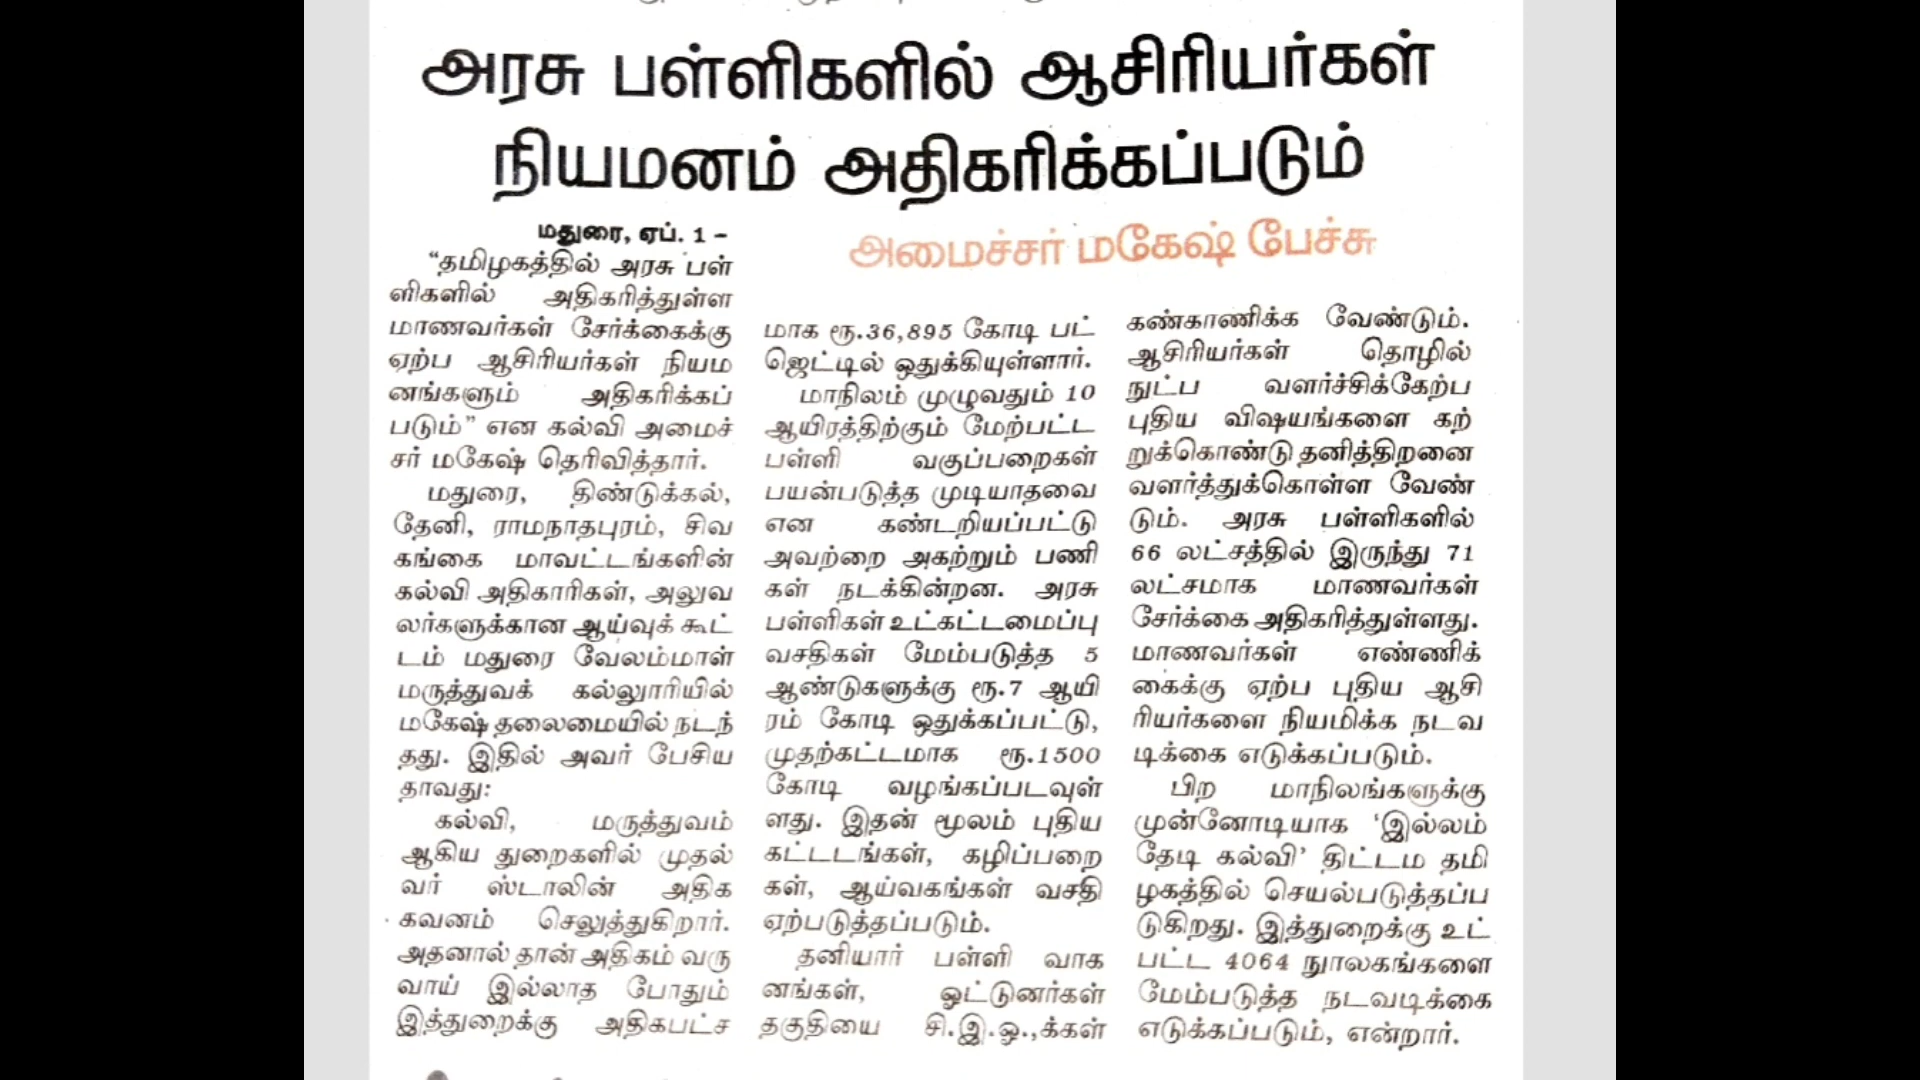 அரசு பள்ளிகளில் ஆசிரியர்கள்
நியமனம் அதிகரிக்கப்படும்
அமைச்சர் மகேஷ் பேச்சு
மதுரை, ஏப். 1 –
“தமிழகத்தில் அரசு பள்
ளிகளில் அதிகரித்துள்ள
மாணவர்கள் சேர்க்கைக்கு
ஏற்ப ஆசிரியர்கள் நியம
னங்களும் அதிகரிக்கப்
படும்” என கல்வி அமைச்
சர் மகேஷ் தெரிவித்தார்.
மதுரை, திண்டுக்கல்,
தேனி, ராமநாதபுரம், சிவ
கங்கை மாவட்டங்களின்
கல்வி அதிகாரிகள், அலுவ
லர்களுக்கான ஆய்வுக் கூட்
டம் மதுரை வேலம்மாள்
மருத்துவக் கல்லுாரியில்
மகேஷ் தலைமையில் நடந்
தது. இதில் அவர் பேசிய
தாவது:
கல்வி, மருத்துவம்
ஆகிய துறைகளில் முதல்
வர் ஸ்டாலின் அதிக
கவனம் செலுத்துகிறார்.
அதனால் தான் அதிகம் வரு
வாய் இல்லாத போதும்
இத்துறைக்கு அதிகபட்ச
மாக ரூ.36,895 கோடி பட்
ஜெட்டில் ஒதுக்கியுள்ளார்.
மாநிலம் முழுவதும் 10
ஆயிரத்திற்கும் மேற்பட்ட
பள்ளி வகுப்பறைகள்
பயன்படுத்த முடியாதவை
என கண்டறியப்பட்டு
அவற்றை அகற்றும் பணி
கள் நடக்கின்றன. அரசு
பள்ளிகள் உட்கட்டமைப்பு
வசதிகள் மேம்படுத்த 5
ஆண்டுகளுக்கு ரூ.7 ஆயி
ரம் கோடி ஒதுக்கப்பட்டு,
முதற்கட்டமாக ரூ.1500
கோடி வழங்கப்படவுள்
ளது. இதன் மூலம் புதிய
கட்டடங்கள், கழிப்பறை
கள், ஆய்வகங்கள் வசதி
ஏற்படுத்தப்படும்.
தனியார் பள்ளி வாக
னங்கள், ஓட்டுனர்கள்
தகுதியை சி.இ.ஓ.,க்கள்
கண்காணிக்க வேண்டும்.
ஆசிரியர்கள் தொழில்
நுட்ப வளர்ச்சிக்கேற்ப
புதிய விஷயங்களை கற்
றுக்கொண்டு தனித்திறனை
வளர்த்துக்கொள்ள வேண்
டும். அரசு பள்ளிகளில்
66 லட்சத்தில் இருந்து 71
லட்சமாக மாணவர்கள்
சேர்க்கை அதிகரித்துள்ளது.
மாணவர்கள் எண்ணிக்
கைக்கு ஏற்ப புதிய ஆசி
ரியர்களை நியமிக்க நடவ
டிக்கை எடுக்கப்படும்.
பிற மாநிலங்களுக்கு
முன்னோடியாக ‘இல்லம்
தேடி கல்வி’ திட்டம தமி
ழகத்தில் செயல்படுத்தப்ப
டுகிறது. இத்துறைக்கு உட்
பட்ட 4064 நுாலகங்களை
மேம்படுத்த நடவடிக்கை
எடுக்கப்படும், என்றார்.